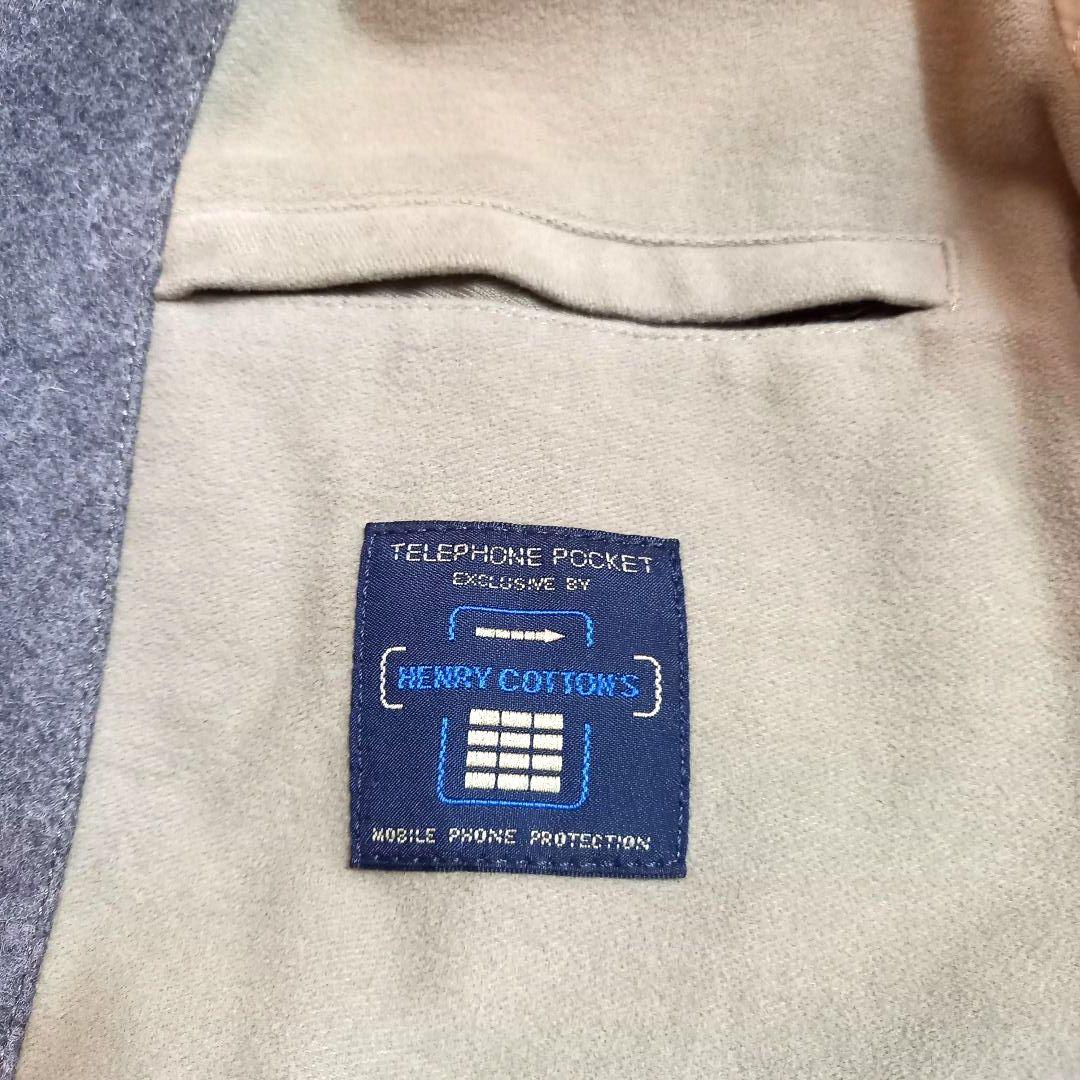 TELEPHONE POCKET
EXCLUSIVE BY
HENRY COTTON'S
MOBILE PHONE PROTECTION